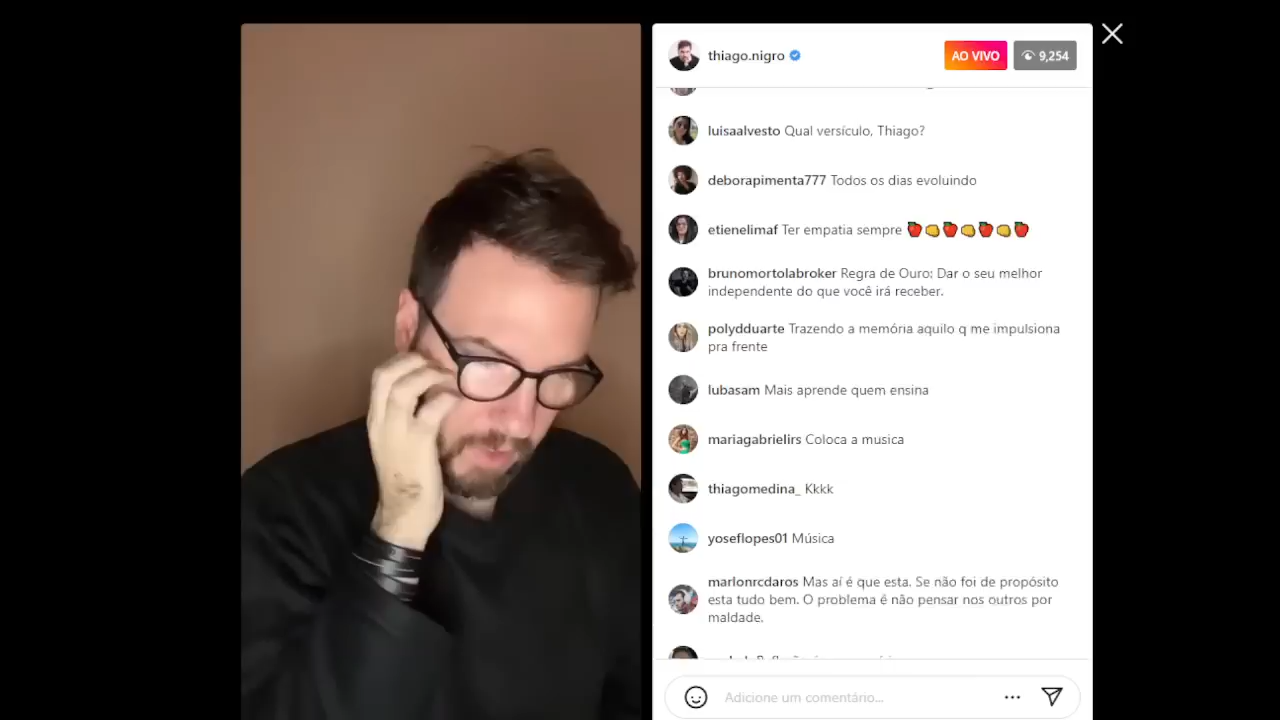 thiago.nigro
AO VIVO
9,254
luisaalvesto Qual versículo, Thiago?
deborapimenta777 Todos os dias evoluindo
etienelimaf Ter empatia sempre 🍎🤜🍎🤜🍎🤜🍎
brunomortolabroker Regra de Ouro: Dar o seu melhor
independente do que você irá receber.
polydduarte Trazendo a memória aquilo q me impulsiona
pra frente
lubasam Mais aprende quem ensina
mariagabrielirs Coloca a musica
thiagomedina_ Kkkk
yoseflopes01 Música
marlonrcdaros Mas aí é que esta. Se não foi de propósito
esta tudo bem. O problema é não pensar nos outros por
maldade.
Adicione um comentário...